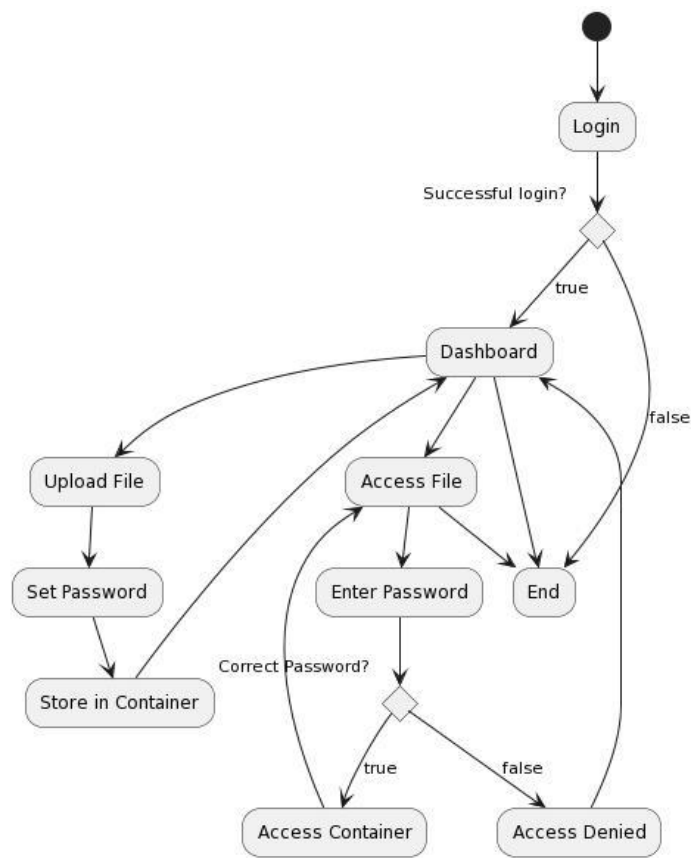 Login
Successful login?
true
Dashboard
false
Upload File
Access File
Set Password
Enter Password
End
Correct Password?
Store in Container
true
false
Access Container
Access Denied